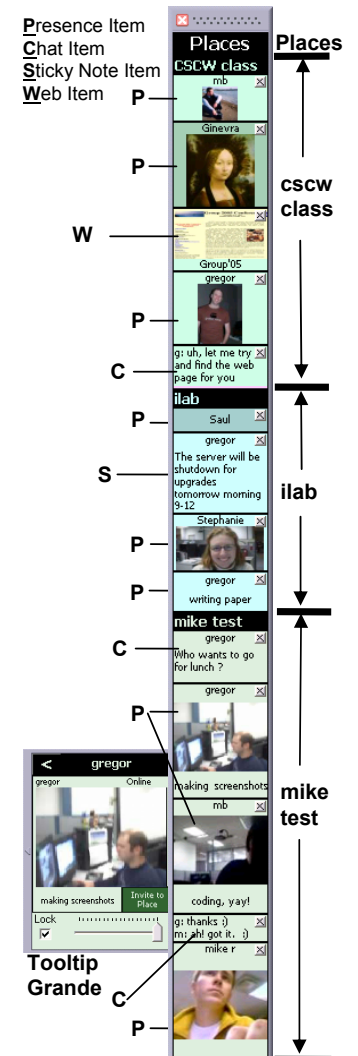 Presence Item
Chat Item
Sticky Note Item
Web Item
Places
CSCW class
mb
Ginevra
Group'05
gregor
g: uh, let me try
and find the web
page for you
ilab
Saul
gregor
The server will be
shutdown for
upgrades
tomorrow morning
9-12
Stephanie
gregor
writing paper
mike test
gregor
Who wants to go
for lunch ?
gregor
making screenshots
mb
coding, yay!
g: thanks :)
m: ah! got it. :)
mike r
P
P
W
P
C
P
S
P
P
C
P
C
P
Places
cscw
class
ilab
mike
test
< gregor
gregor Online
making screenshots
Invite to
Place
Lock
Tooltip
Grande